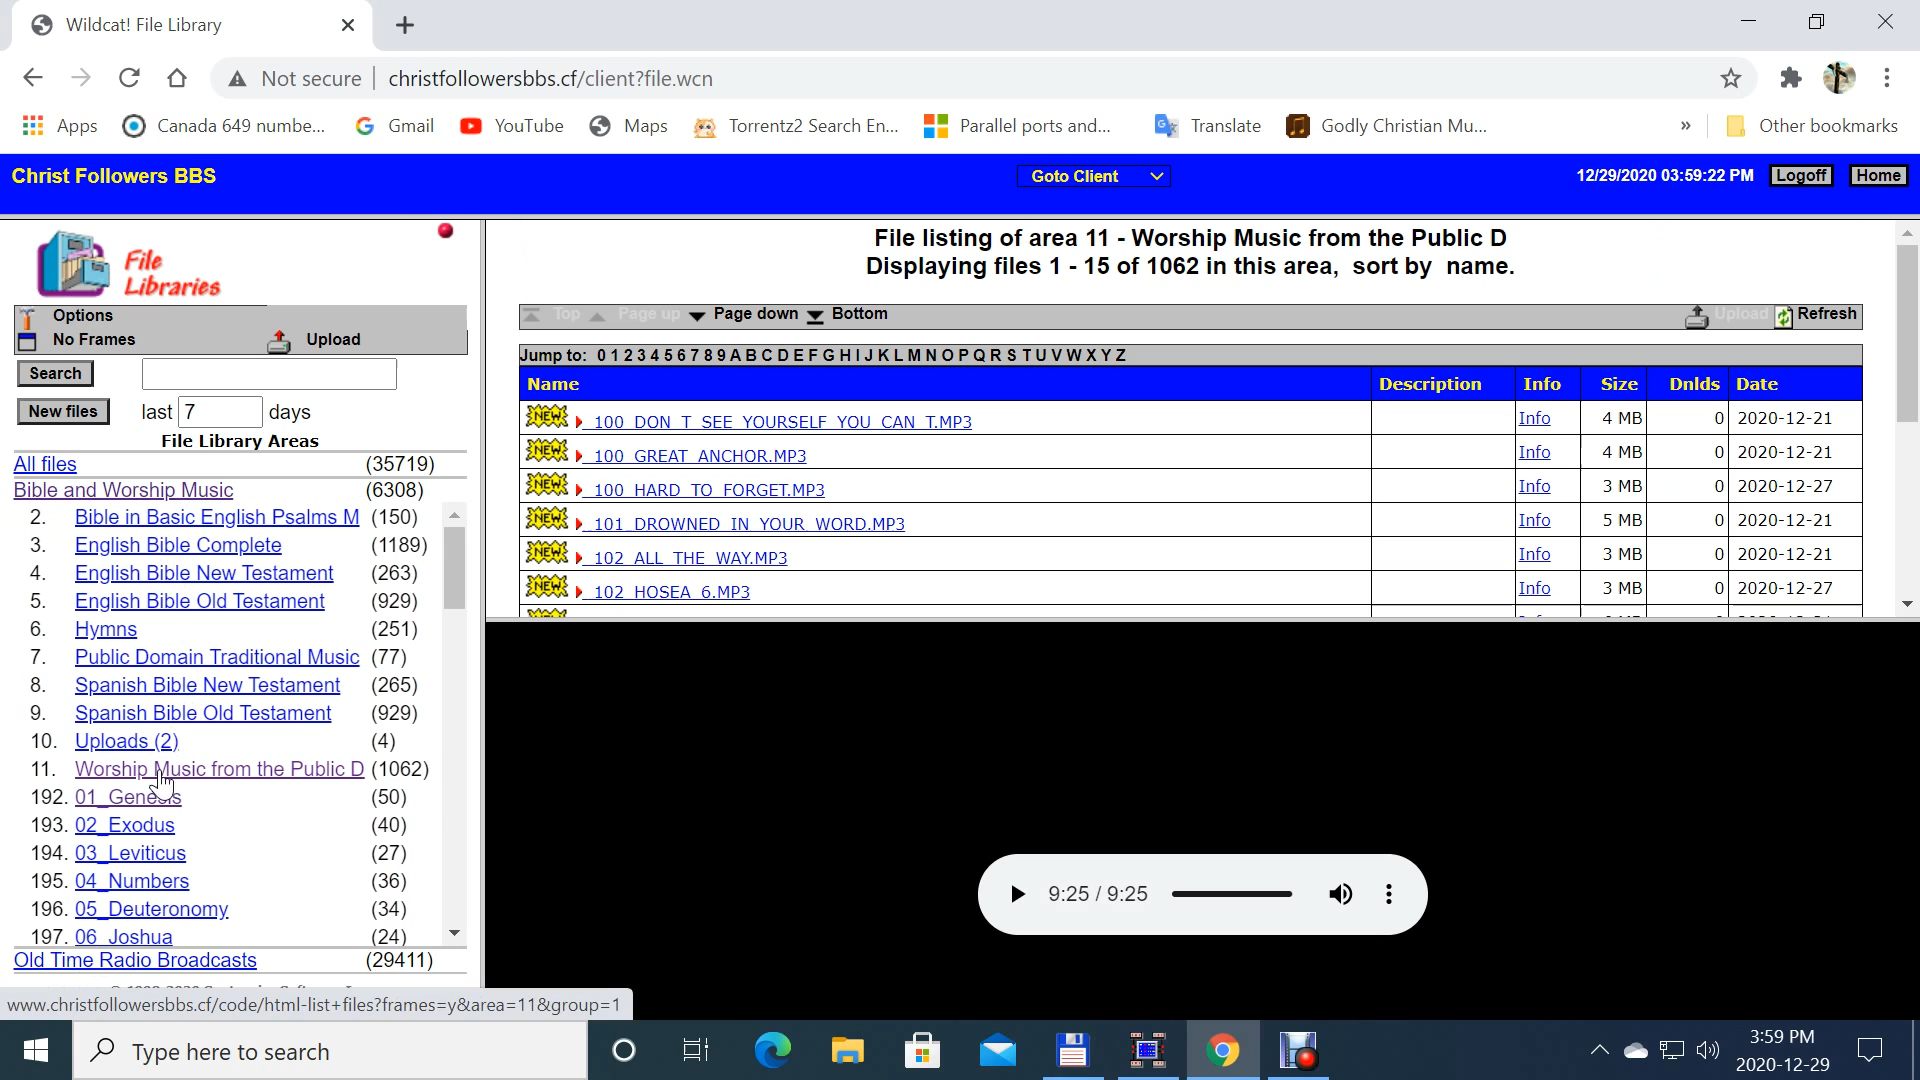 Wildcat! File Library
Not secure christfollowersbbs.cf/client?file.wcn
Apps Canada 649 numbe... Gmail YouTube Maps Torrentz2 Search En... Parallel ports and... Translate Godly Christian Mu... » Other bookmarks
Christ Followers BBS Goto Client 12/29/2020 03:59:22 PM Logoff Home
File Libraries
Options
No Frames Upload
Search
New files last 7 days
File Library Areas
All files (35719)
Bible and Worship Music (6308)
2. Bible in Basic English Psalms M (150)
3. English Bible Complete (1189)
4. English Bible New Testament (263)
5. English Bible Old Testament (929)
6. Hymns (251)
7. Public Domain Traditional Music (77)
8. Spanish Bible New Testament (265)
9. Spanish Bible Old Testament (929)
10. Uploads (2) (4)
11. Worship Music from the Public D (1062)
192. 01_Genesis (50)
193. 02_Exodus (40)
194. 03_Leviticus (27)
195. 04_Numbers (36)
196. 05_Deuteronomy (34)
197. 06_Joshua (24)
Old Time Radio Broadcasts (29411)
www.christfollowersbbs.cf/code/html-list+files?frames=y&area=11&group=1
File listing of area 11 - Worship Music from the Public D
Displaying files 1 - 15 of 1062 in this area, sort by name.
Top Page up Page down Bottom Upload Refresh
Jump to: 0 1 2 3 4 5 6 7 8 9 A B C D E F G H I J K L M N O P Q R S T U V W X Y Z
Name Description Info Size Dnlds Date
NEW 100_DON_T_SEE_YOURSELF_YOU_CAN_T.MP3 Info 4 MB 0 2020-12-21
NEW 100_GREAT_ANCHOR.MP3 Info 4 MB 0 2020-12-21
NEW 100_HARD_TO_FORGET.MP3 Info 3 MB 0 2020-12-27
NEW 101_DROWNED_IN_YOUR_WORD.MP3 Info 5 MB 0 2020-12-21
NEW 102_ALL_THE_WAY.MP3 Info 3 MB 0 2020-12-21
NEW 102_HOSEA_6.MP3 Info 3 MB 0 2020-12-27
9:25 / 9:25
Type here to search
3:59 PM
2020-12-29